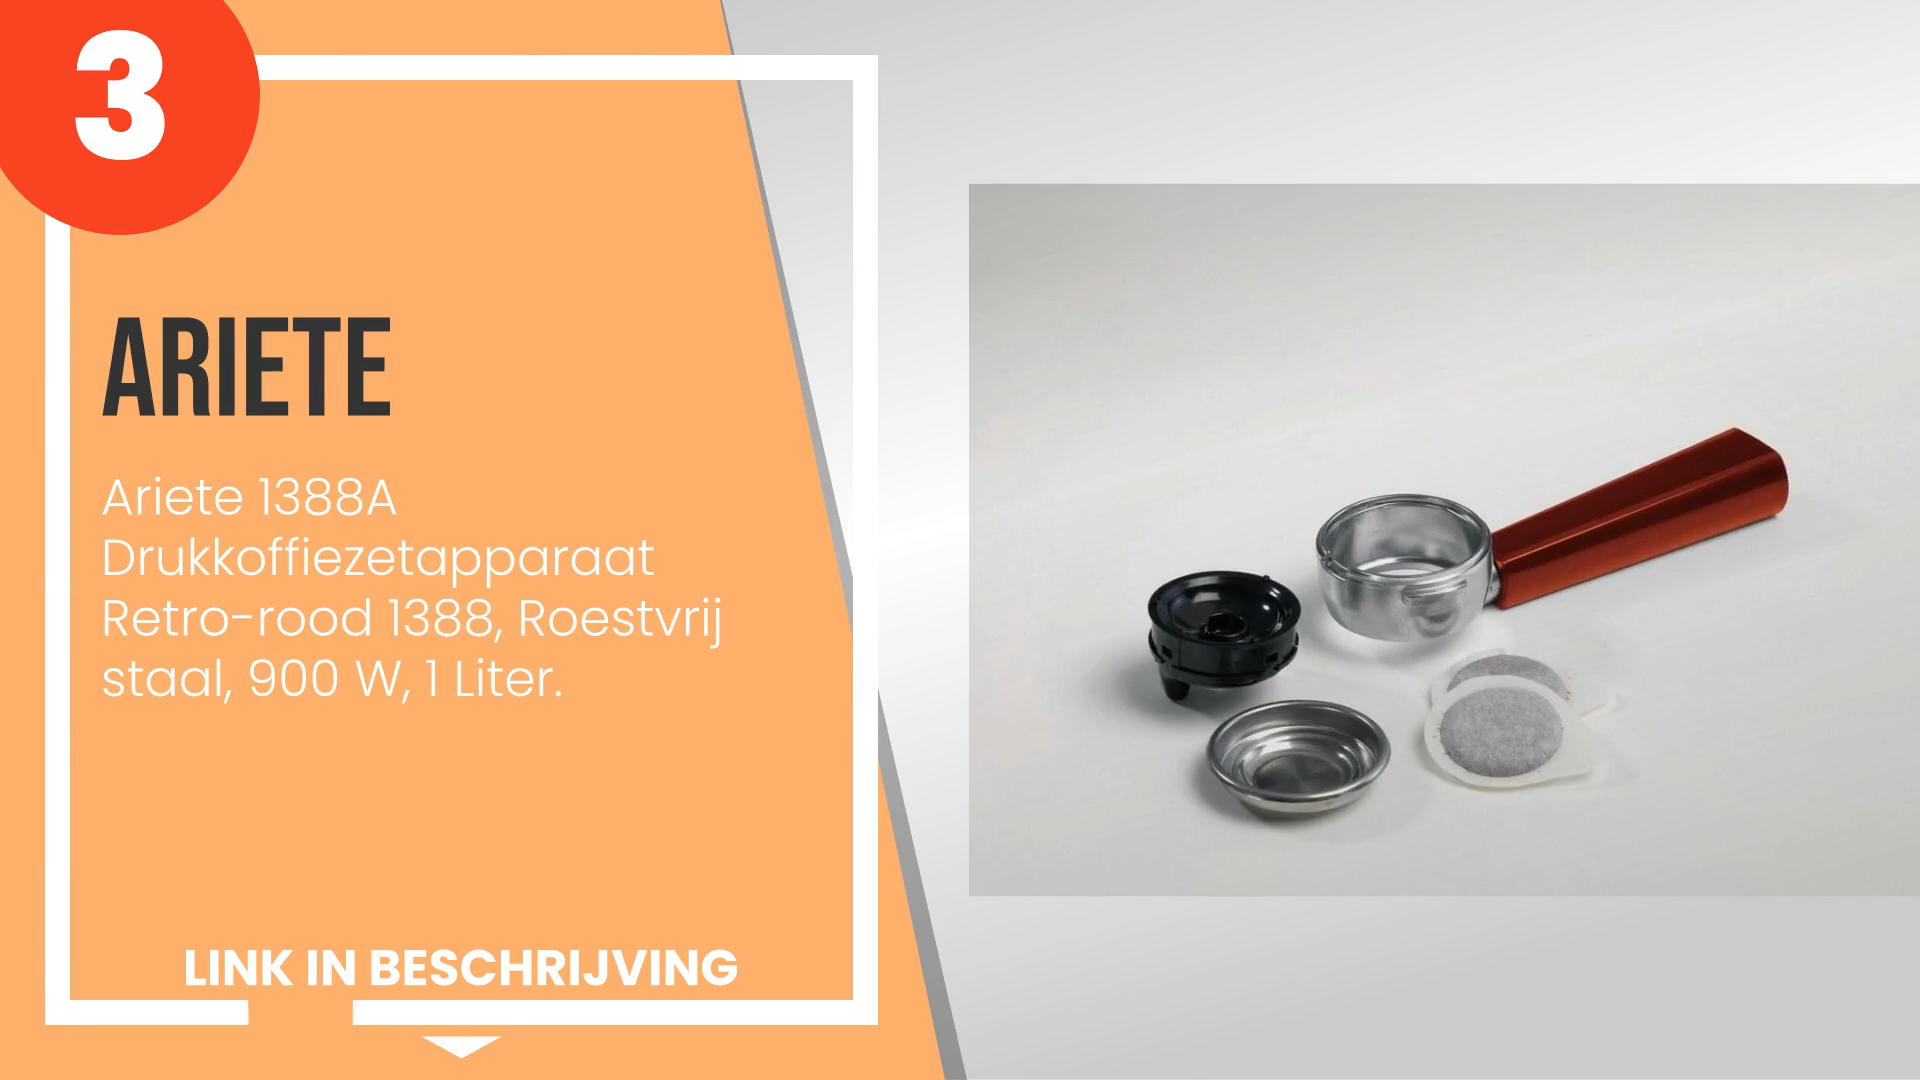 3
ARIETE
Ariete 1388A
Drukkoffiezetapparaat
Retro-rood 1388, Roestvrij
staal, 900 W, 1 Liter.
LINK IN BESCHRIJVING